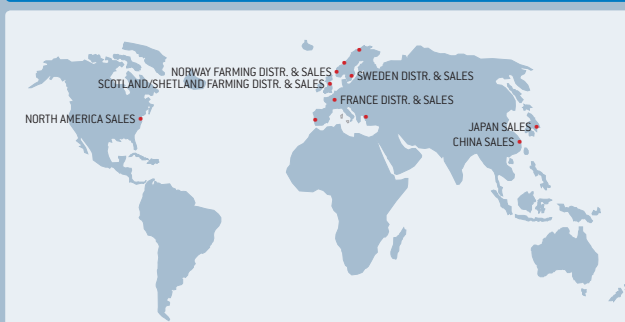 NORWAY FARMING DISTR. & SALES
SWEDEN DISTR. & SALES
SCOTLAND/SHETLAND FARMING DISTR. & SALES
FRANCE DISTR. & SALES
NORTH AMERICA SALES
JAPAN SALES
CHINA SALES